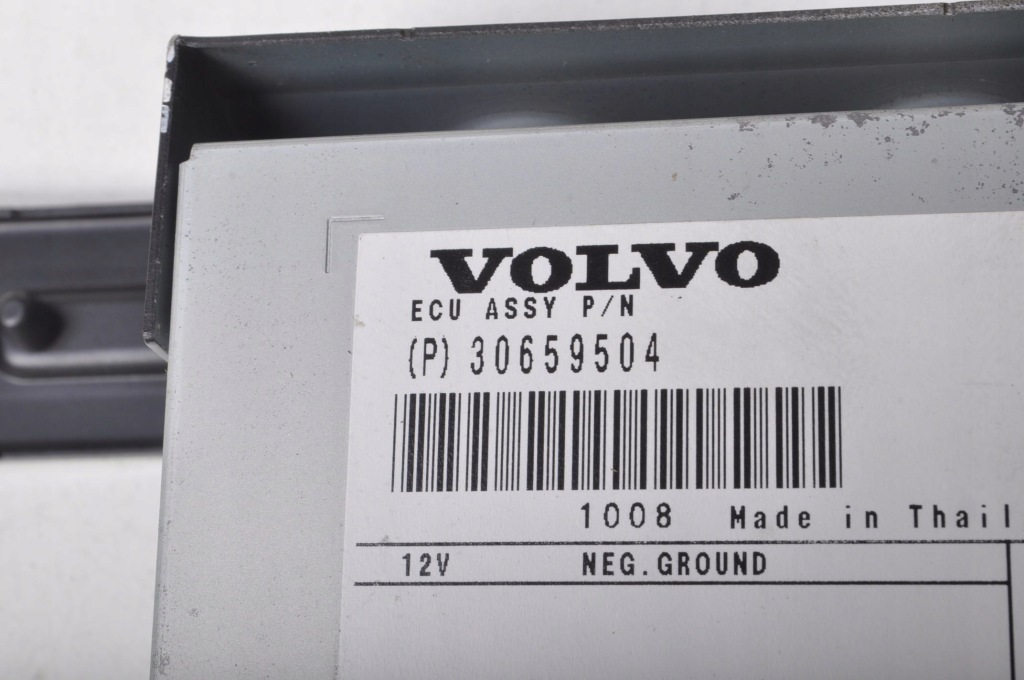 VOLVO
ECU ASSY P/N
(P) 30659504
1008 Made in Thail
12V NEG. GROUND